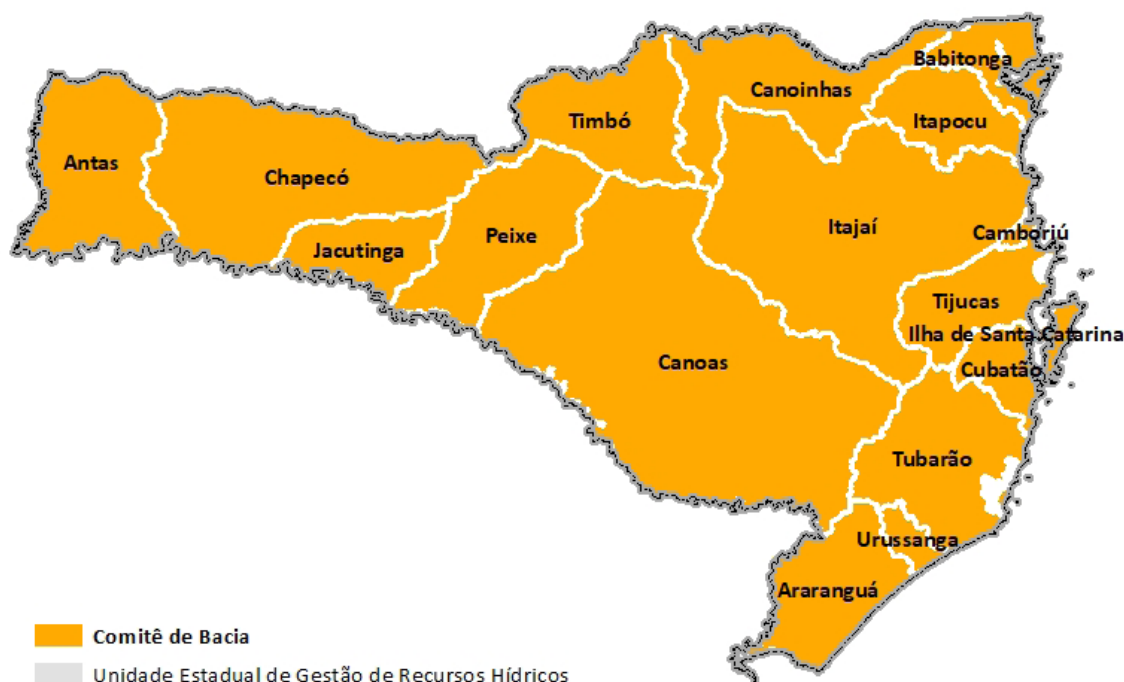 Babitonga
Canoinhas
Timbó
Itapocu
Antas
Chapecó
Itajaí
Camboriú
Peixe
Jacutinga
Tijucas
Ilha de Santa Catarina
Canoas
Cubatão
Tubarão
Urussanga
Araranguá
Comitê de Bacia
Unidade Estadual de Gestão de Recursos Hídricos